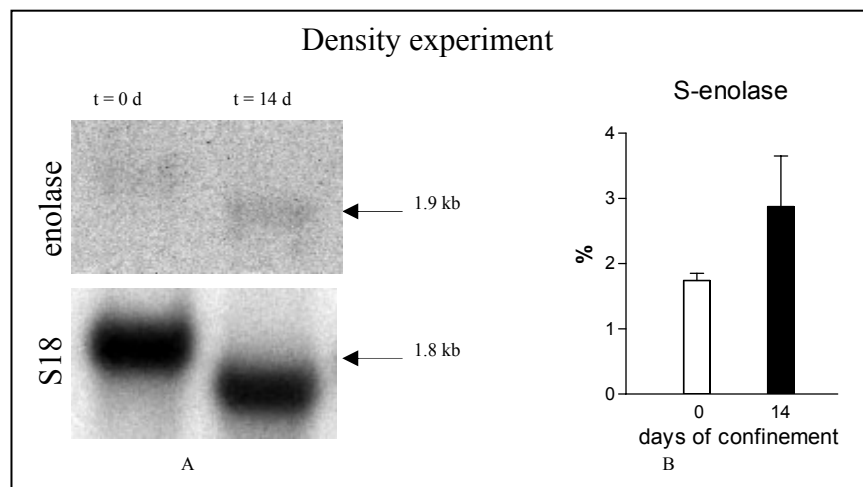 Density experiment
t = 0 d
t = 14 d
enolase
1.9 kb
S18
1.8 kb
A
S-enolase
4
3
2
1
0
%
0
14
days of confinement
B